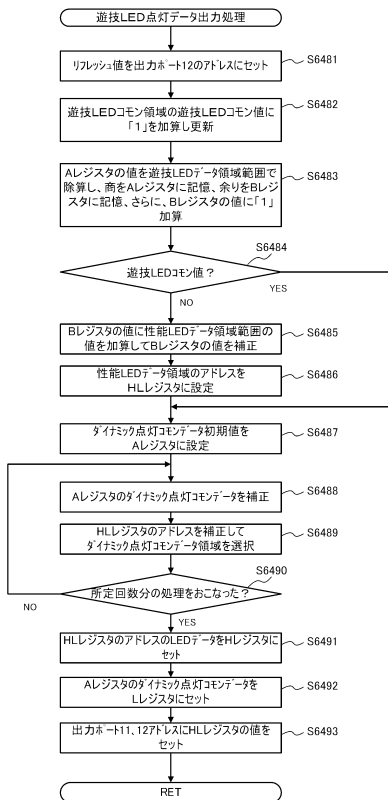 遊技LED点灯データ出力処理
リフレッシュ値を出力ポート12のアドレスにセット
S6481
遊技LEDコモン領域の遊技LEDコモン値に
「1」を加算し更新
S6482
Aレジスタの値を遊技LEDデータ領域範囲で
除算し、商をAレジスタに記憶、余りをBレジ
スタに記憶、さらに、Bレジスタの値に「1」
加算
S6483
遊技LEDコモン値？
S6484
YES
NO
Bレジスタの値に性能LEDデータ領域範囲の
値を加算してBレジスタの値を補正
S6485
性能LEDデータ領域のアドレスを
HLレジスタに設定
S6486
ダイナミック点灯コモンデータ初期値を
Aレジスタに設定
S6487
Aレジスタのダイナミック点灯コモンデータを補正
S6488
HLレジスタのアドレスを補正して
ダイナミック点灯コモンデータ領域を選択
S6489
所定回数分の処理をおこなった？
S6490
NO
YES
HLレジスタのアドレスのLEDデータをHレジスタに
セット
S6491
Aレジスタのダイナミック点灯コモンデータを
Lレジスタにセット
S6492
出力ポート11、12アドレスにHLレジスタの値を
セット
S6493
RET